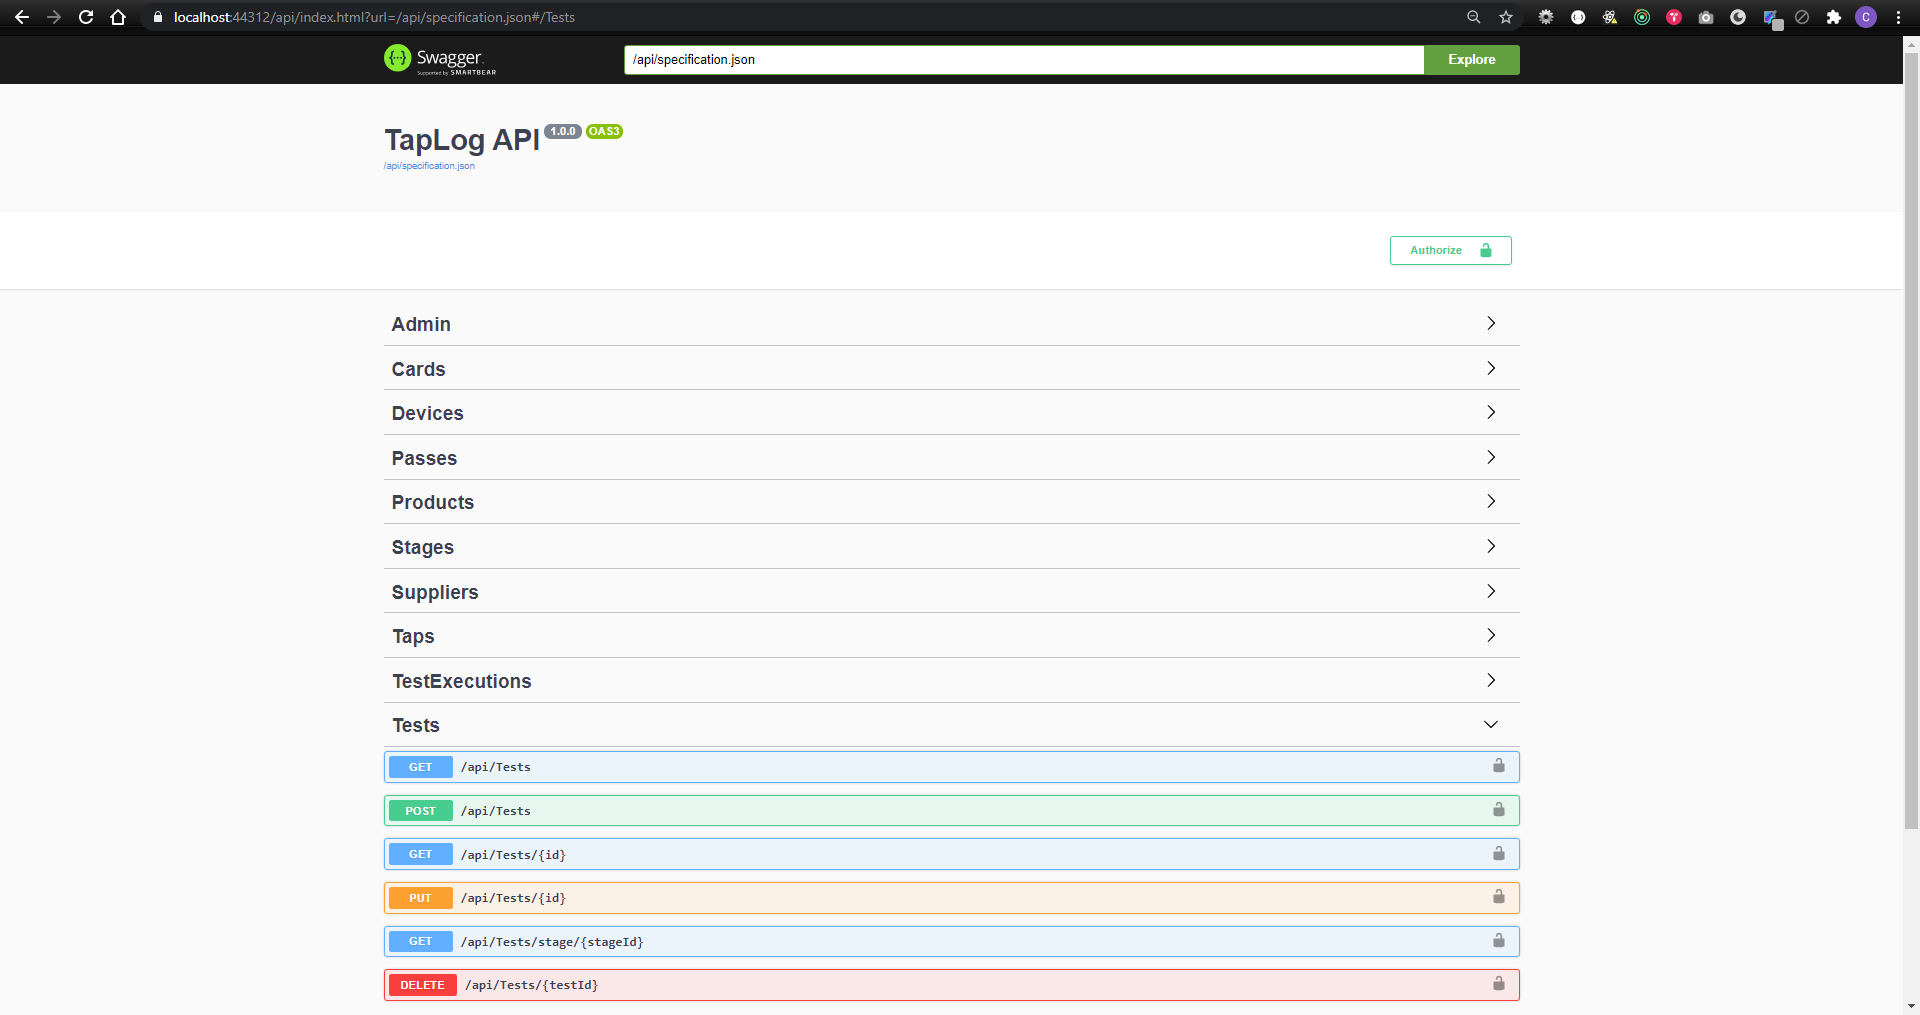 localhost:44312/api/index.html?url=/api/specification.json#/Tests
C
Swagger
Supported by SMARTBEAR
/api/specification.json
Explore
TapLog API 1.0.0 OAS3
/api/specification.json
Authorize
Admin
Cards
Devices
Passes
Products
Stages
Suppliers
Taps
TestExecutions
Tests
GET /api/Tests
POST /api/Tests
GET /api/Tests/{id}
PUT /api/Tests/{id}
GET /api/Tests/stage/{stageId}
DELETE /api/Tests/{testId}